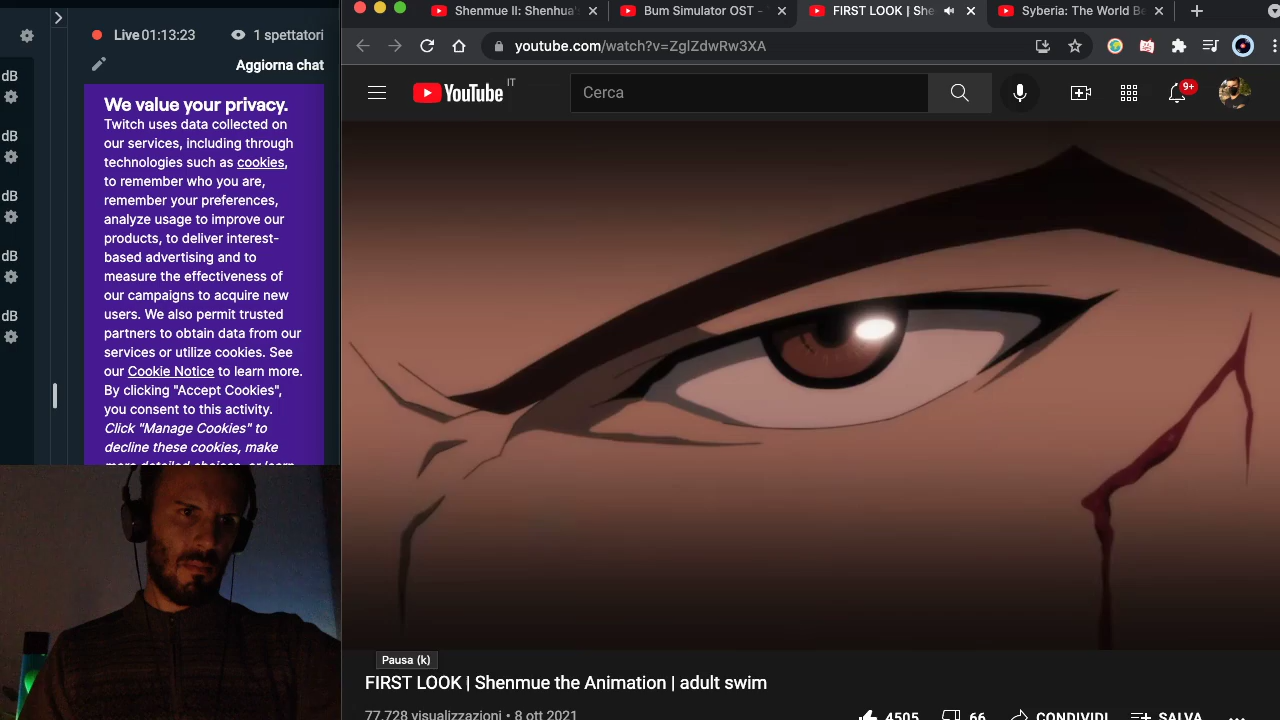 Shenmue II: Shenhua's
Bum Simulator OST -
FIRST LOOK | She
Syberia: The World Be
youtube.com/watch?v=ZglZdwRw3XA
Live 01:13:23
1 spettatori
Aggiorna chat
dB
dB
dB
dB
dB
We value your privacy.
Twitch uses data collected on
our services, including through
technologies such as cookies,
to remember who you are,
remember your preferences,
analyze usage to improve our
products, to deliver interest-
based advertising and to
measure the effectiveness of
our campaigns to acquire new
users. We also permit trusted
partners to obtain data from our
services or utilize cookies. See
our Cookie Notice to learn more.
By clicking "Accept Cookies",
you consent to this activity.
Click "Manage Cookies" to
decline these cookies, make
more detailed choices, or learn
YouTube IT
Cerca
9+
Pausa (k)
FIRST LOOK | Shenmue the Animation | adult swim
77.728 visualizzazioni • 8 ott 2021
4505
66
CONDIVIDI
SALVA